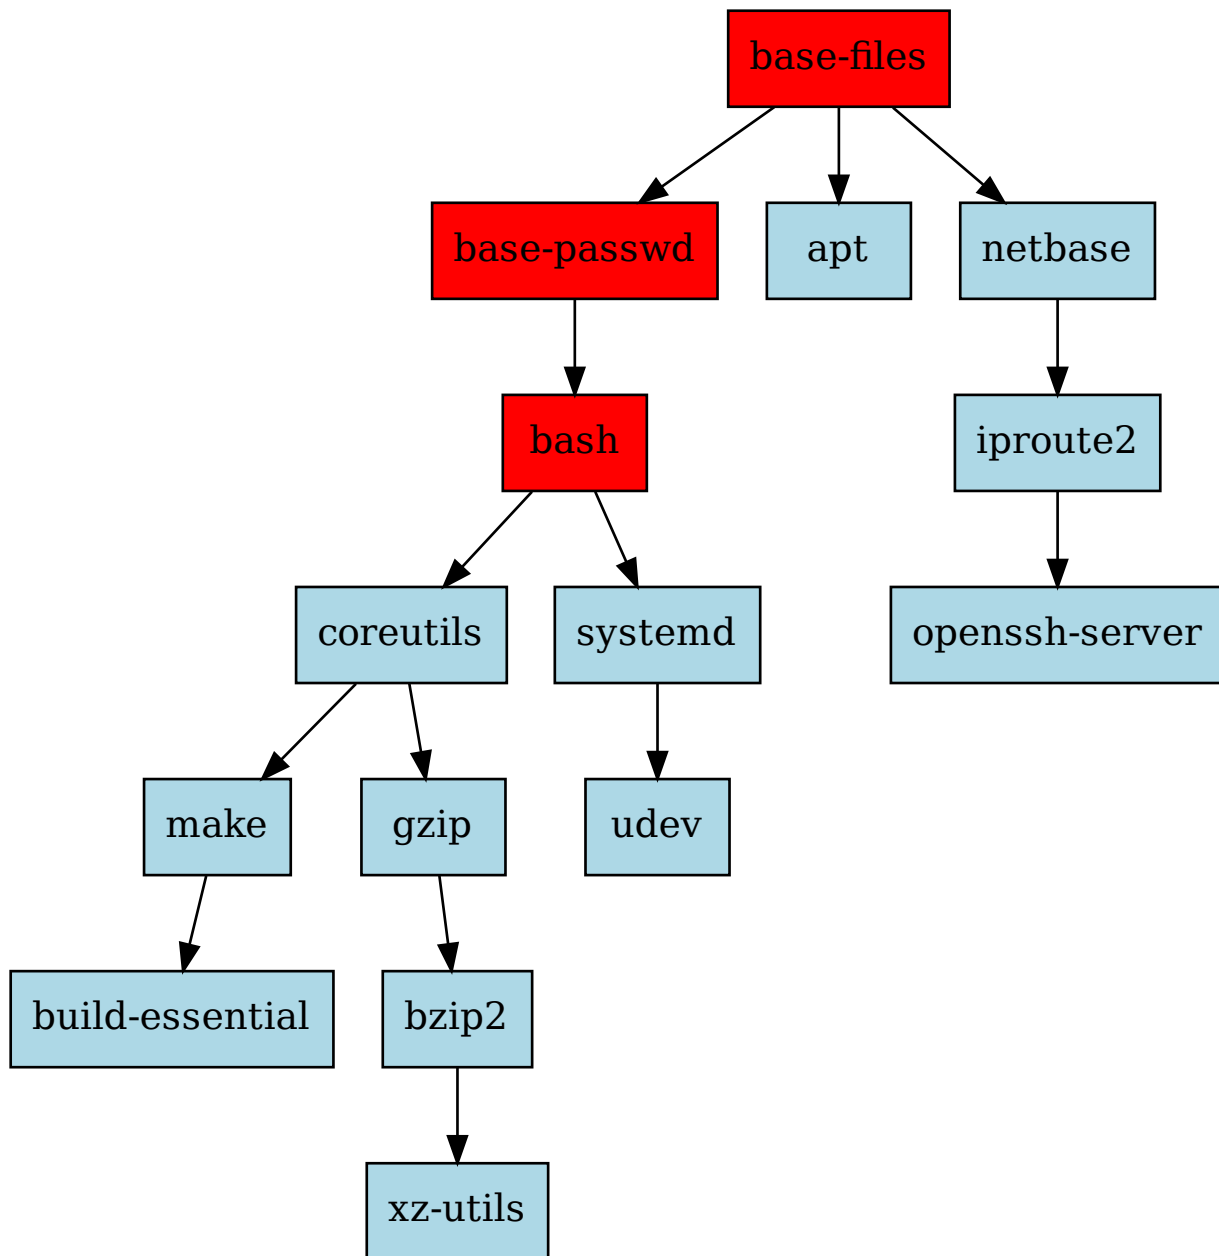 base-files
base-passwd
apt
netbase
bash
iproute2
coreutils
systemd
openssh-server
make
gzip
udev
build-essential
bzip2
xz-utils